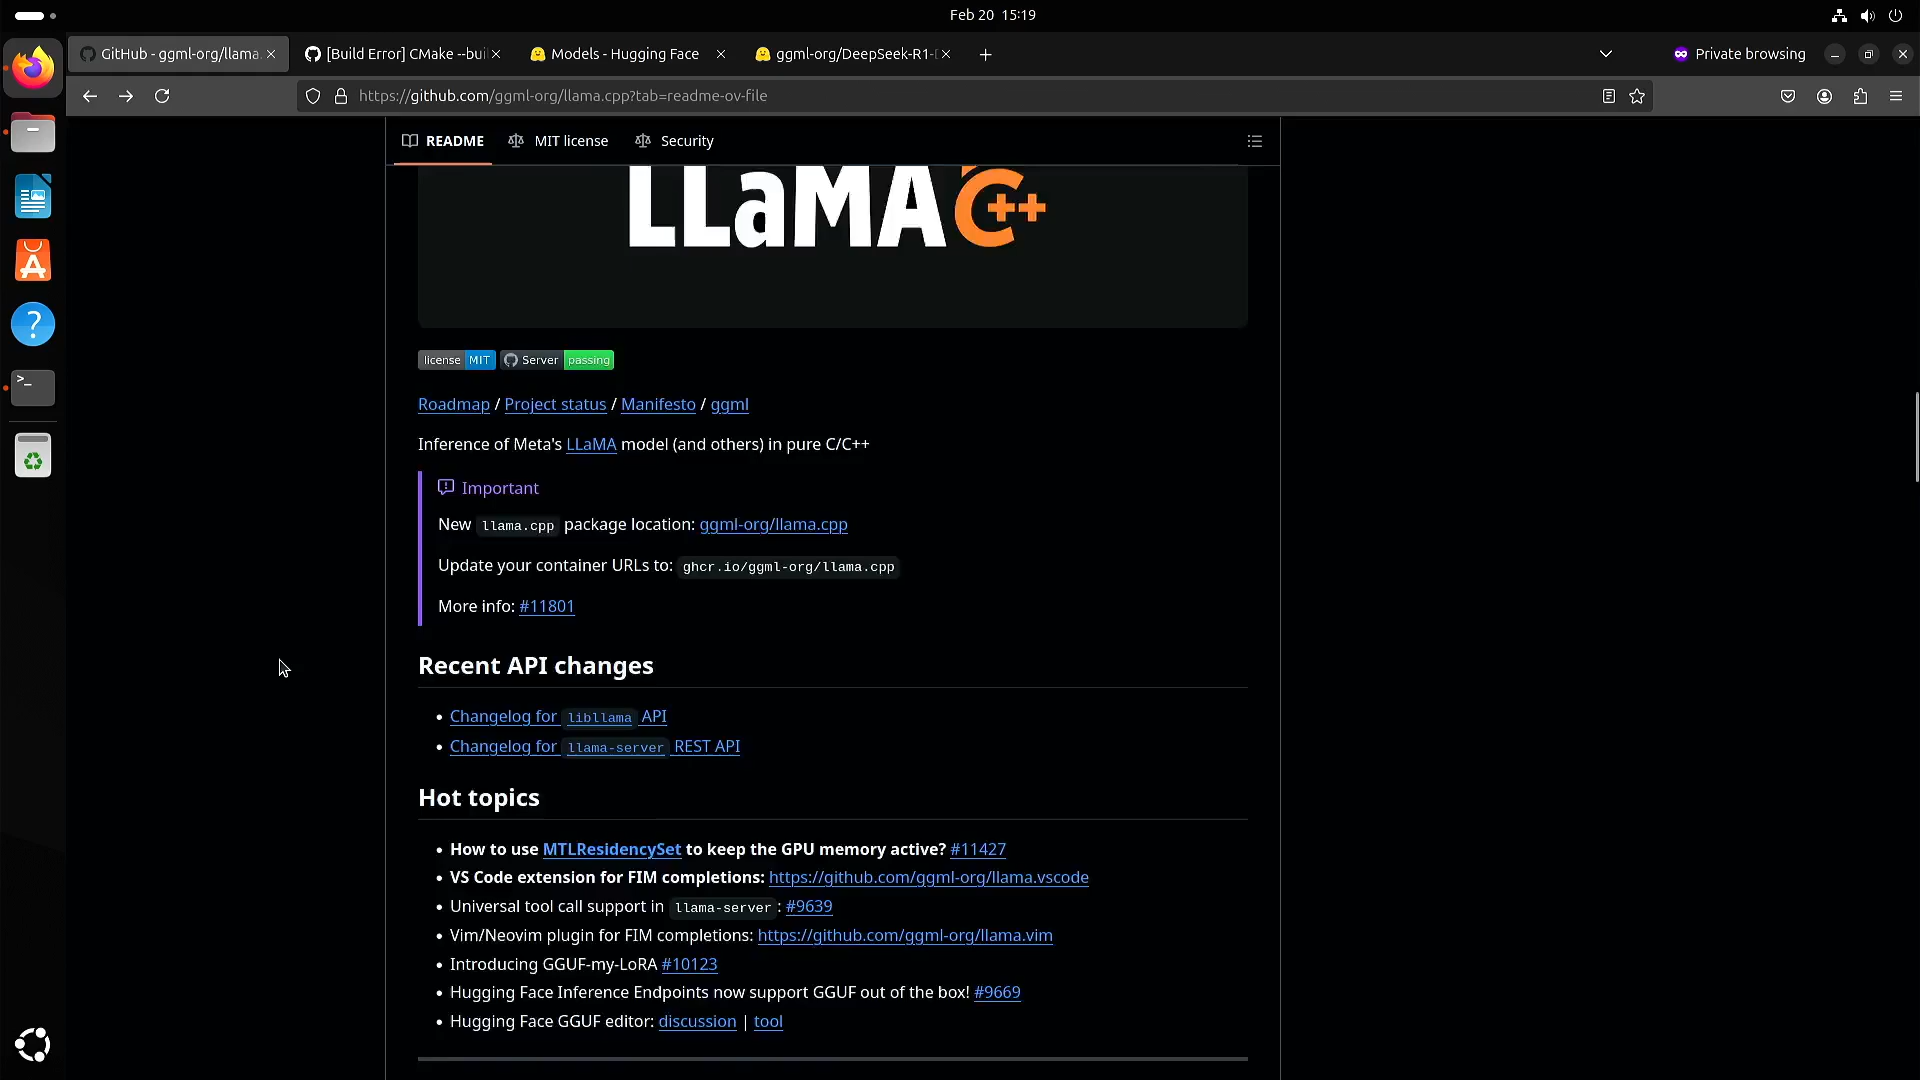 Feb 20 15:19
GitHub - ggml-org/llama.
[Build Error] CMake --buil
Models - Hugging Face
ggml-org/DeepSeek-R1-
Private browsing
https://github.com/ggml-org/llama.cpp?tab=readme-ov-file
README
MIT license
Security
LLaMA C++
license MIT Server passing
Roadmap / Project status / Manifesto / ggml
Inference of Meta's LLaMA model (and others) in pure C/C++
Important
New llama.cpp package location: ggml-org/llama.cpp
Update your container URLs to: ghcr.io/ggml-org/llama.cpp
More info: #11801
Recent API changes
• Changelog for libllama API
• Changelog for llama-server REST API
Hot topics
• How to use MTLResidencySet to keep the GPU memory active? #11427
• VS Code extension for FIM completions: https://github.com/ggml-org/llama.vscode
• Universal tool call support in llama-server : #9639
• Vim/Neovim plugin for FIM completions: https://github.com/ggml-org/llama.vim
• Introducing GGUF-my-LoRA #10123
• Hugging Face Inference Endpoints now support GGUF out of the box! #9669
• Hugging Face GGUF editor: discussion | tool